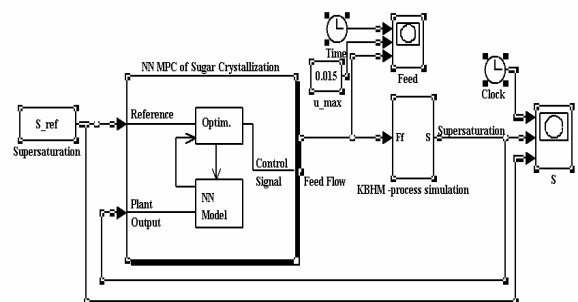 Time
NN MPC of Sugar Crystallization
0.015
u_max
Feed
Clock
S_ref
Supersaturation
Reference
Optim.
Control
Signal
Feed Flow
Ff
S
Supersaturation
KBHM -process simulation
S
Plant
Output
NN
Model